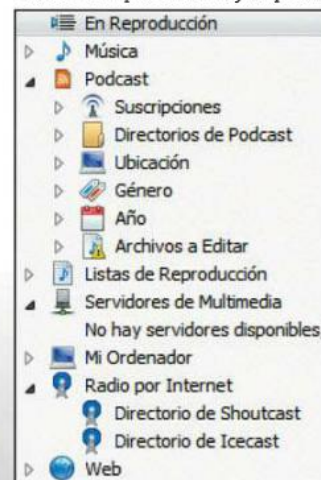 En Reproducción
Música
Podcast
Suscripciones
Directorios de Podcast
Ubicación
Género
Año
Archivos a Editar
Listas de Reproducción
Servidores de Multimedia
No hay servidores disponibles
Mi Ordenador
Radio por Internet
Directorio de Shoutcast
Directorio de Icecast
Web